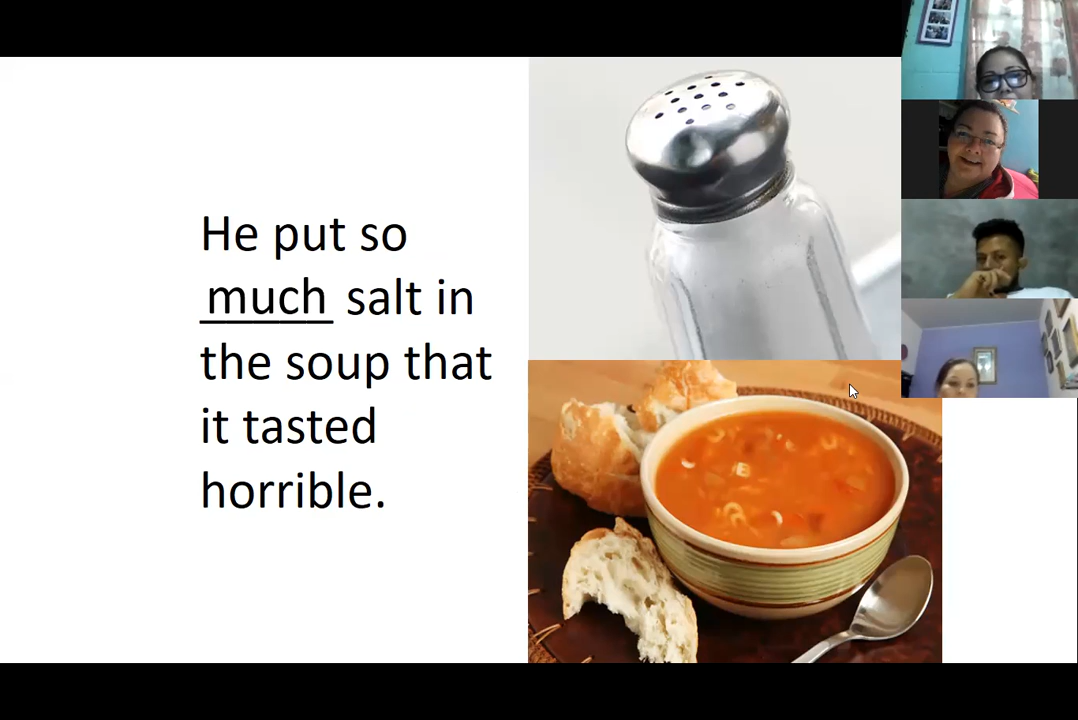 He put so
much salt in
the soup that
it tasted
horrible.